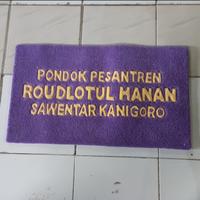 PONDOK PESANTREN
ROUDLOTUL HANAN
SAWENTAR KANIGORO